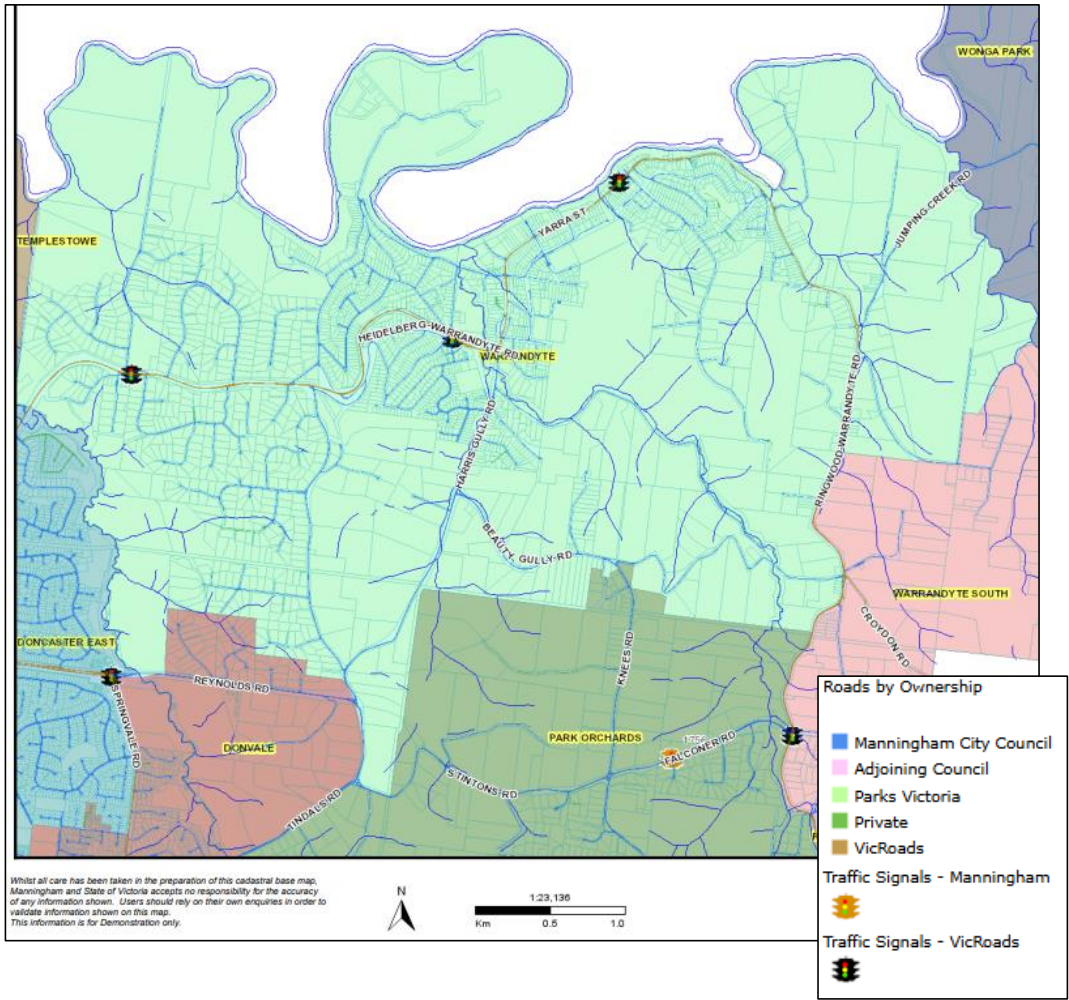 WONGA PARK
JUMPING CREEK RD
YARRA ST
TEMPLESTOWE
HEIDELBERG-WARRANDYTE RD
WARRANDYTE
HARRIS GULLY RD
RINGWOOD-WARRANDYTE RD
BEAUTY GULLY RD
WARRANDYTE SOUTH
CROYDON RD
DONCASTER EAST
KNEES RD
REYNOLDS RD
SPRINGVALE RD
DONVALE
PARK ORCHARDS
FALCONER RD
STINTONS RD
TINDALS RD
Roads by Ownership
Manningham City Council
Adjoining Council
Parks Victoria
Private
VicRoads
Traffic Signals - Manningham
Traffic Signals - VicRoads
Whilst all care has been taken in the preparation of this cadastral base map,
Manningham and State of Victoria accepts no responsibility for the accuracy
of any information shown. Users should rely on their own enquiries in order to
validate information shown on this map.
This information is for Demonstration only.
N
1:23,136
Km 0.5 1.0